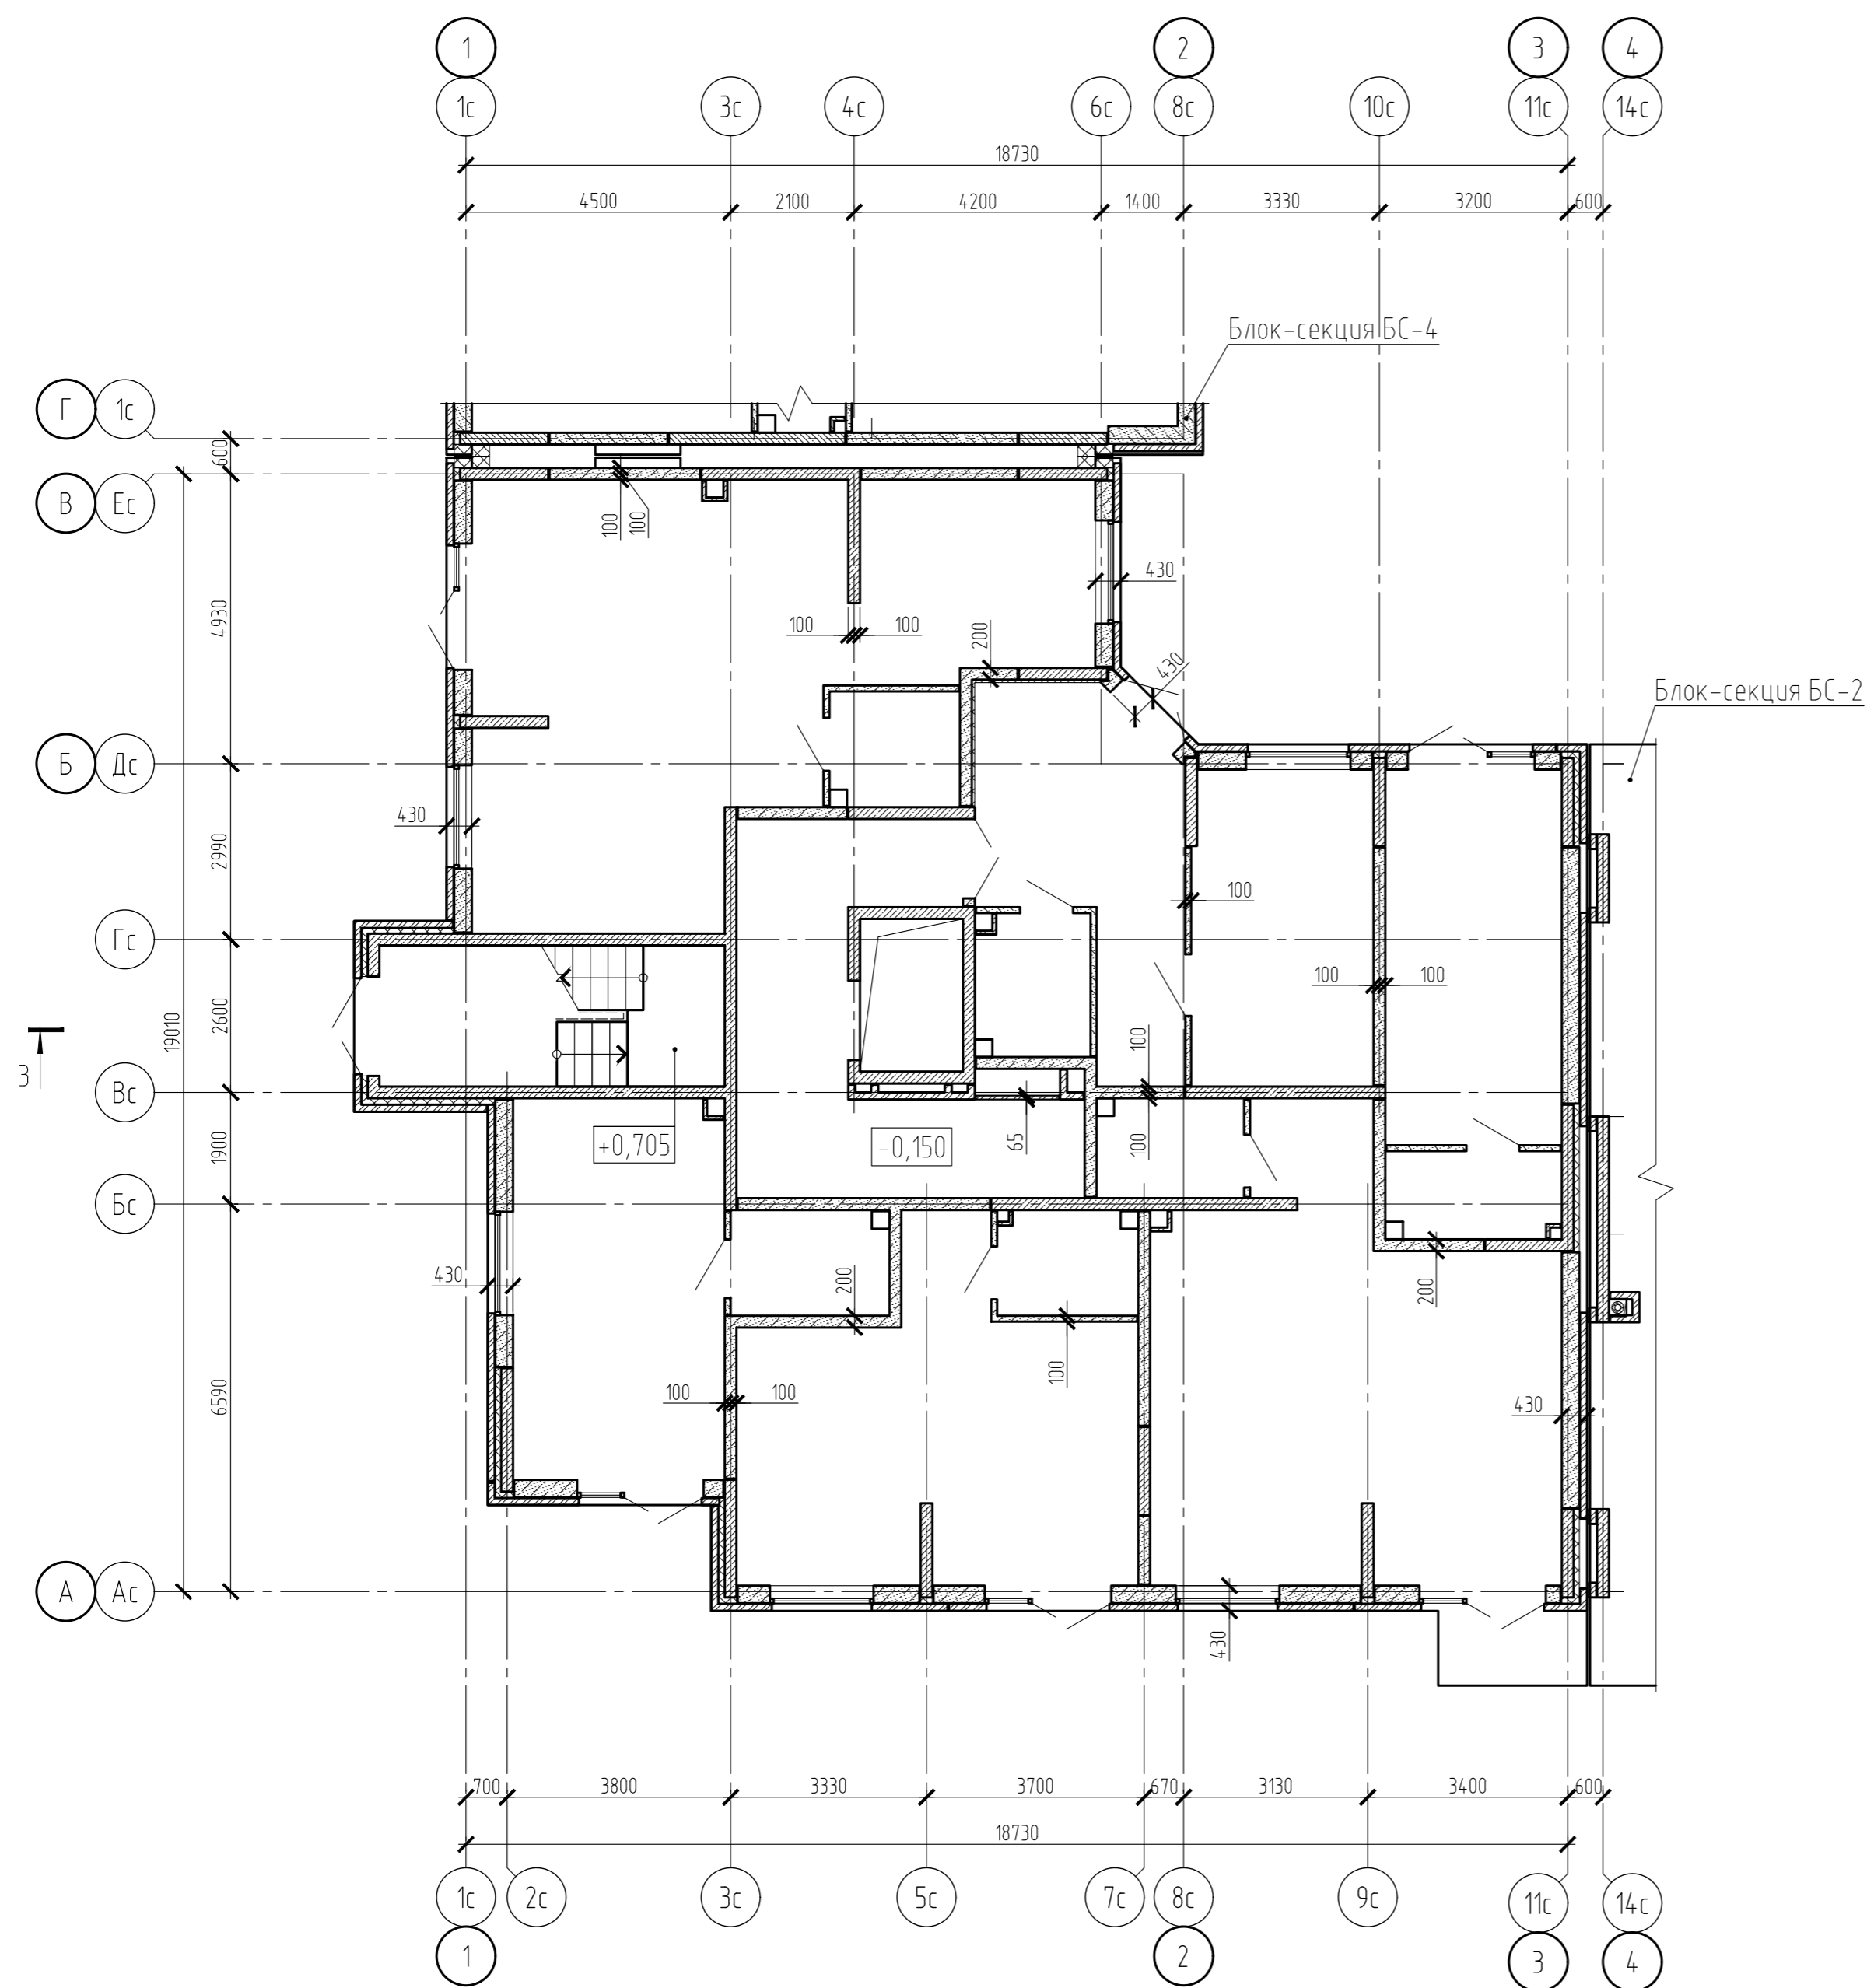 1 2 3 4
1с 3с 4с 6с 8с 10с 11с 14с
18730
4500 2100 4200 1400 3330 3200 600
Блок-секция БС-4
Г 1с
600
В Ес
100 100
430
4930
100 100
200
430
Блок-секция БС-2
Б Дс
430
2990
100
Гс
100 100
19010
2600
3
100
Вс
+0,705
-0,150
65
100
1900
Бс
430
200
200
100
6590
100 100
430
А Ас
430
700 3800 3330 3700 670 3130 3400 600
18730
1с 2с 3с 5с 7с 8с 9с 11с 14с
1 2 3 4